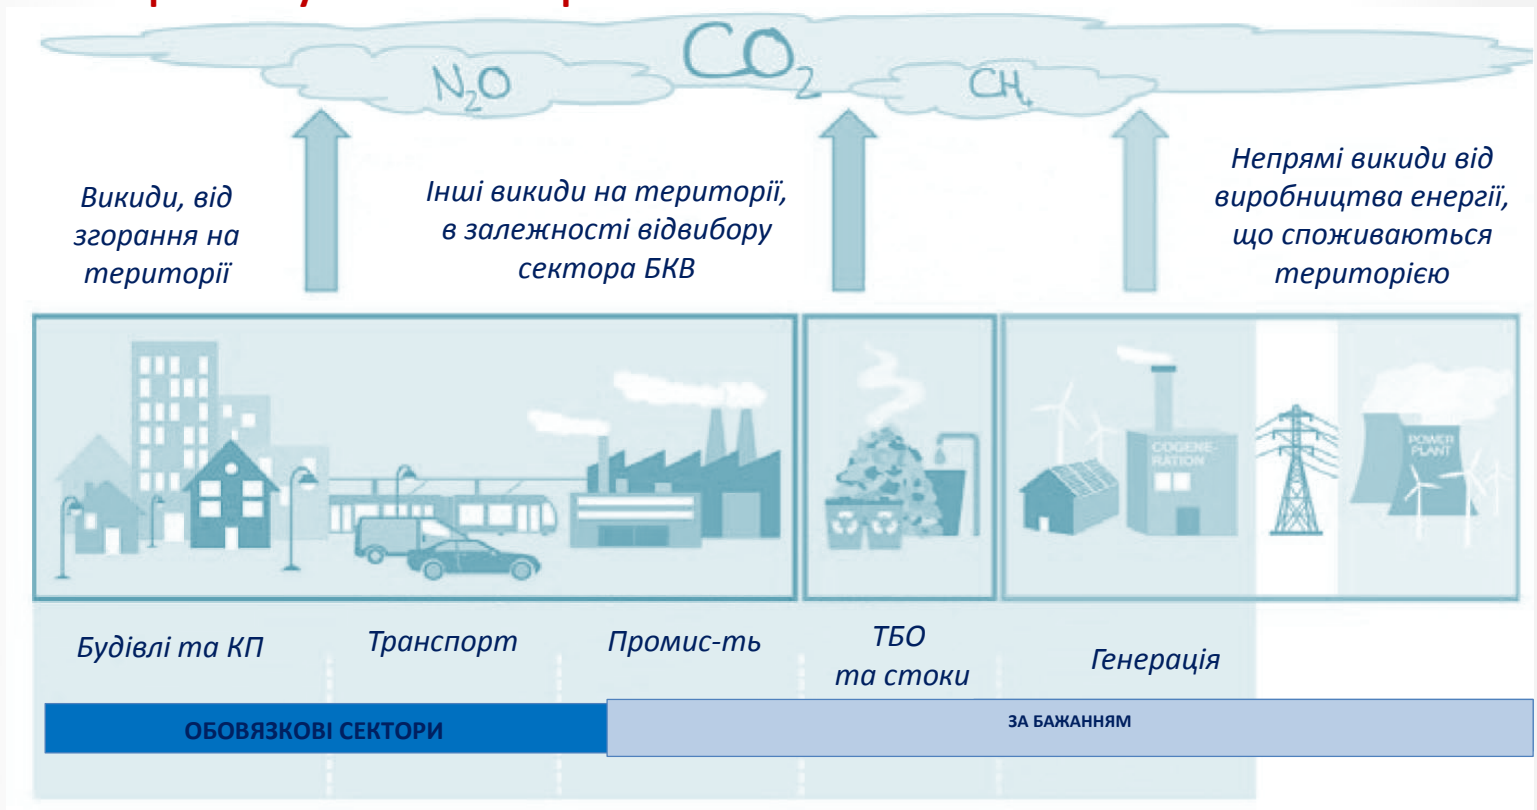 CO₂
N₂O
CH₄
Викиди, від
згорання на
території
Інші викиди на території,
в залежності відвибору
сектора БКВ
Непрямі викиди від
виробництва енергії,
що споживаються
територією
COGENE-
RATION
POWER
PLANT
Будівлі та КП
Транспорт
Промис-ть
ТБО
та стоки
Генерація
ОБОВЯЗКОВІ СЕКТОРИ
ЗА БАЖАННЯМ